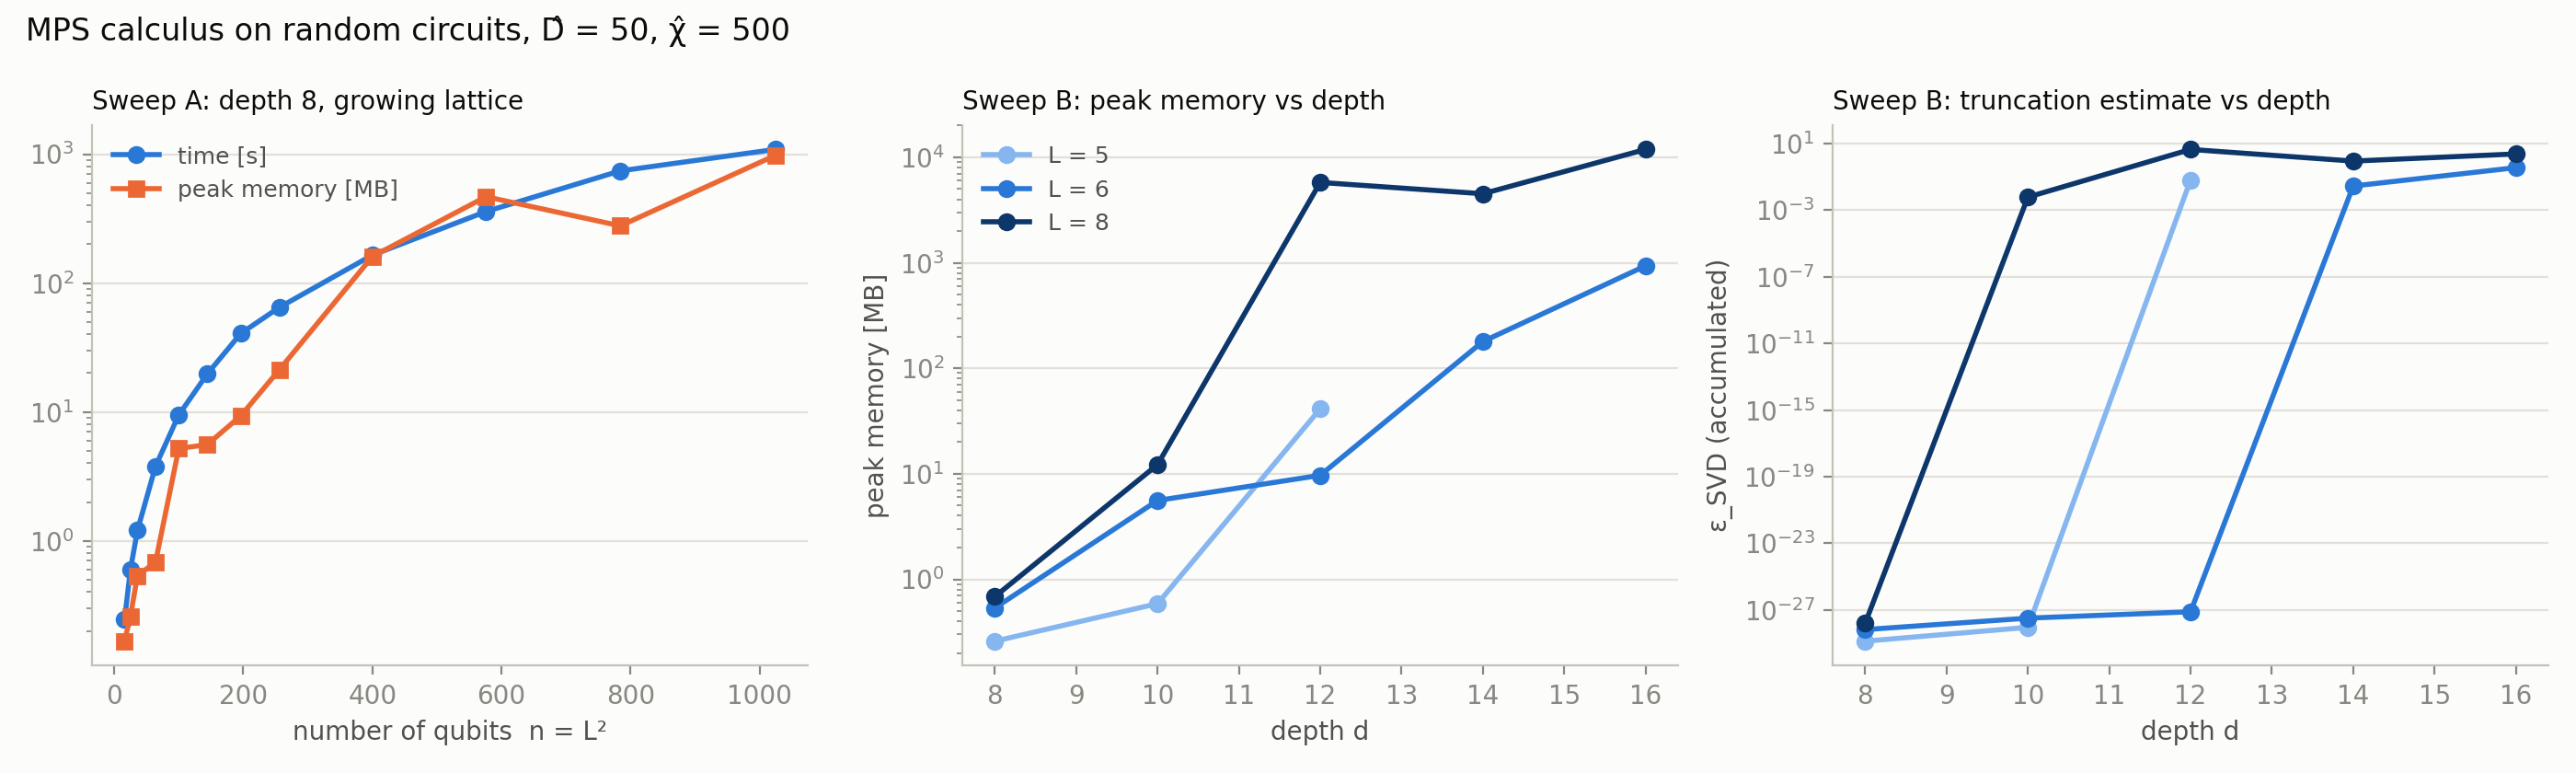 MPS calculus on random circuits, D̂ = 50, χ̂ = 500
Sweep A: depth 8, growing lattice
time [s]
peak memory [MB]
10³
10²
10¹
10⁰
0 200 400 600 800 1000
number of qubits n = L²
Sweep B: peak memory vs depth
L = 5
L = 6
L = 8
peak memory [MB]
10⁴
10³
10²
10¹
10⁰
8 9 10 11 12 13 14 15 16
depth d
Sweep B: truncation estimate vs depth
ε_SVD (accumulated)
10¹
10⁻³
10⁻⁷
10⁻¹¹
10⁻¹⁵
10⁻¹⁹
10⁻²³
10⁻²⁷
8 9 10 11 12 13 14 15 16
depth d